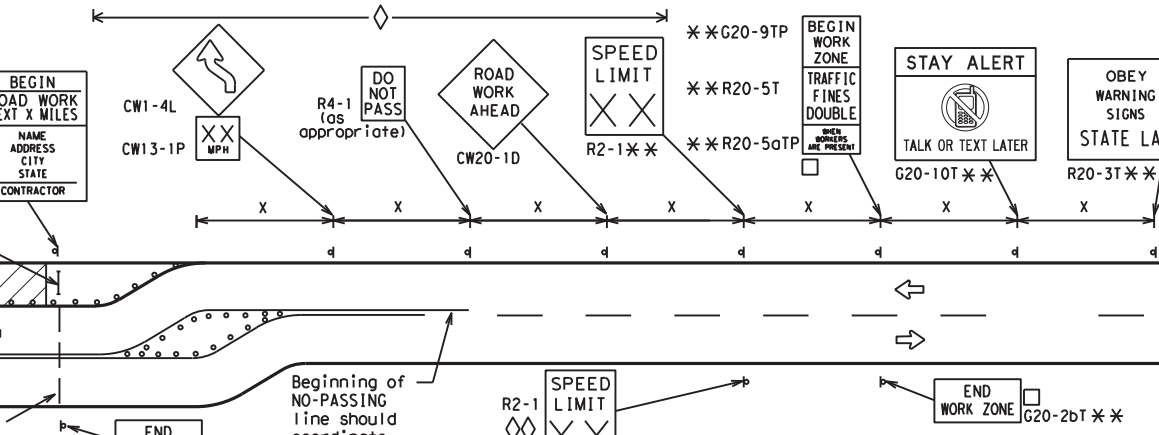 BEGIN
ROAD WORK
NEXT X MILES
NAME
ADDRESS
CITY
STATE
CONTRACTOR
CW1-4L
CW13-1P
XX
MPH
R4-1
(as
appropriate)
DO
NOT
PASS
ROAD
WORK
AHEAD
CW20-1D
SPEED
LIMIT
X X
R2-1**
**G20-9TP
**R20-5T
**R20-5aTP
BEGIN
WORK
ZONE
TRAFFIC
FINES
DOUBLE
WHEN
WORKERS
ARE PRESENT
STAY ALERT
TALK OR TEXT LATER
G20-10T**
OBEY
WARNING
SIGNS
STATE LA
R20-3T**
X X X X X X X
Beginning of
NO-PASSING
line should
coordinate
R2-1
SPEED
LIMIT
X X
END
WORK ZONE
G20-2bT**
END